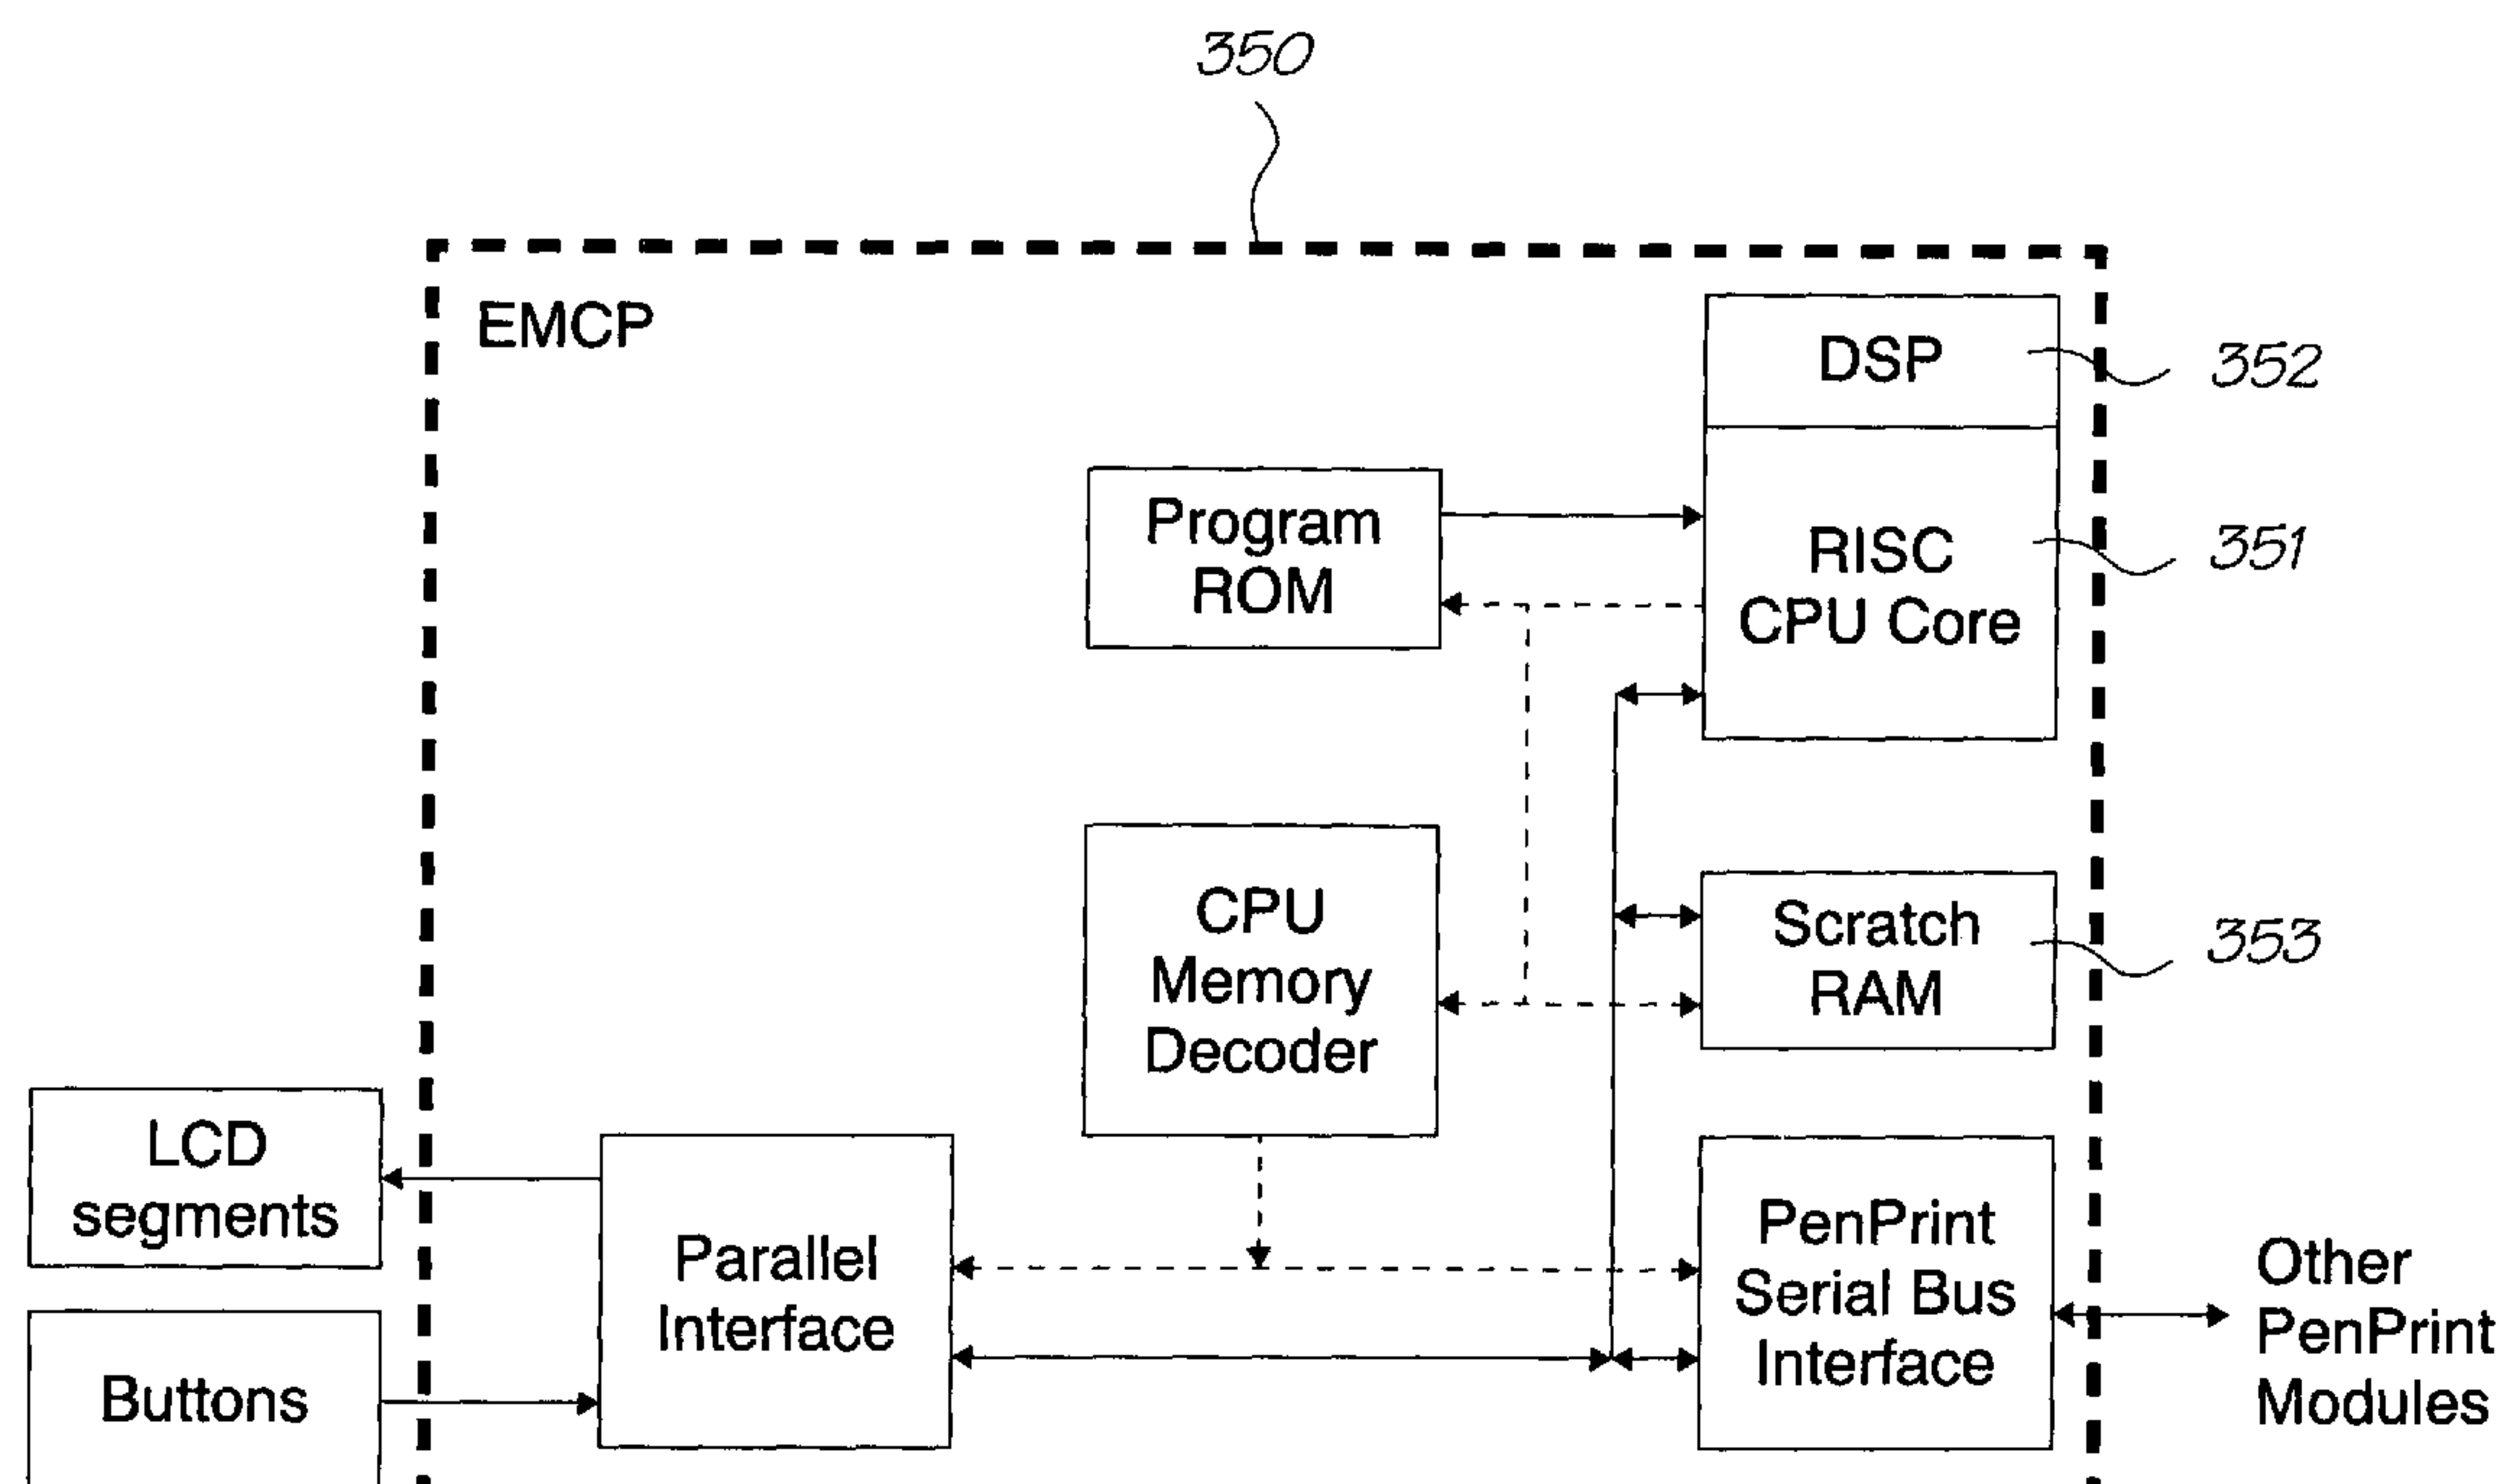 350
EMCP
DSP
352
Program
ROM
RISC
CPU Core
351
CPU
Memory
Decoder
Scratch
RAM
353
LCD
segments
Buttons
Parallel
Interface
PenPrint
Serial Bus
Interface
Other
PenPrint
Modules